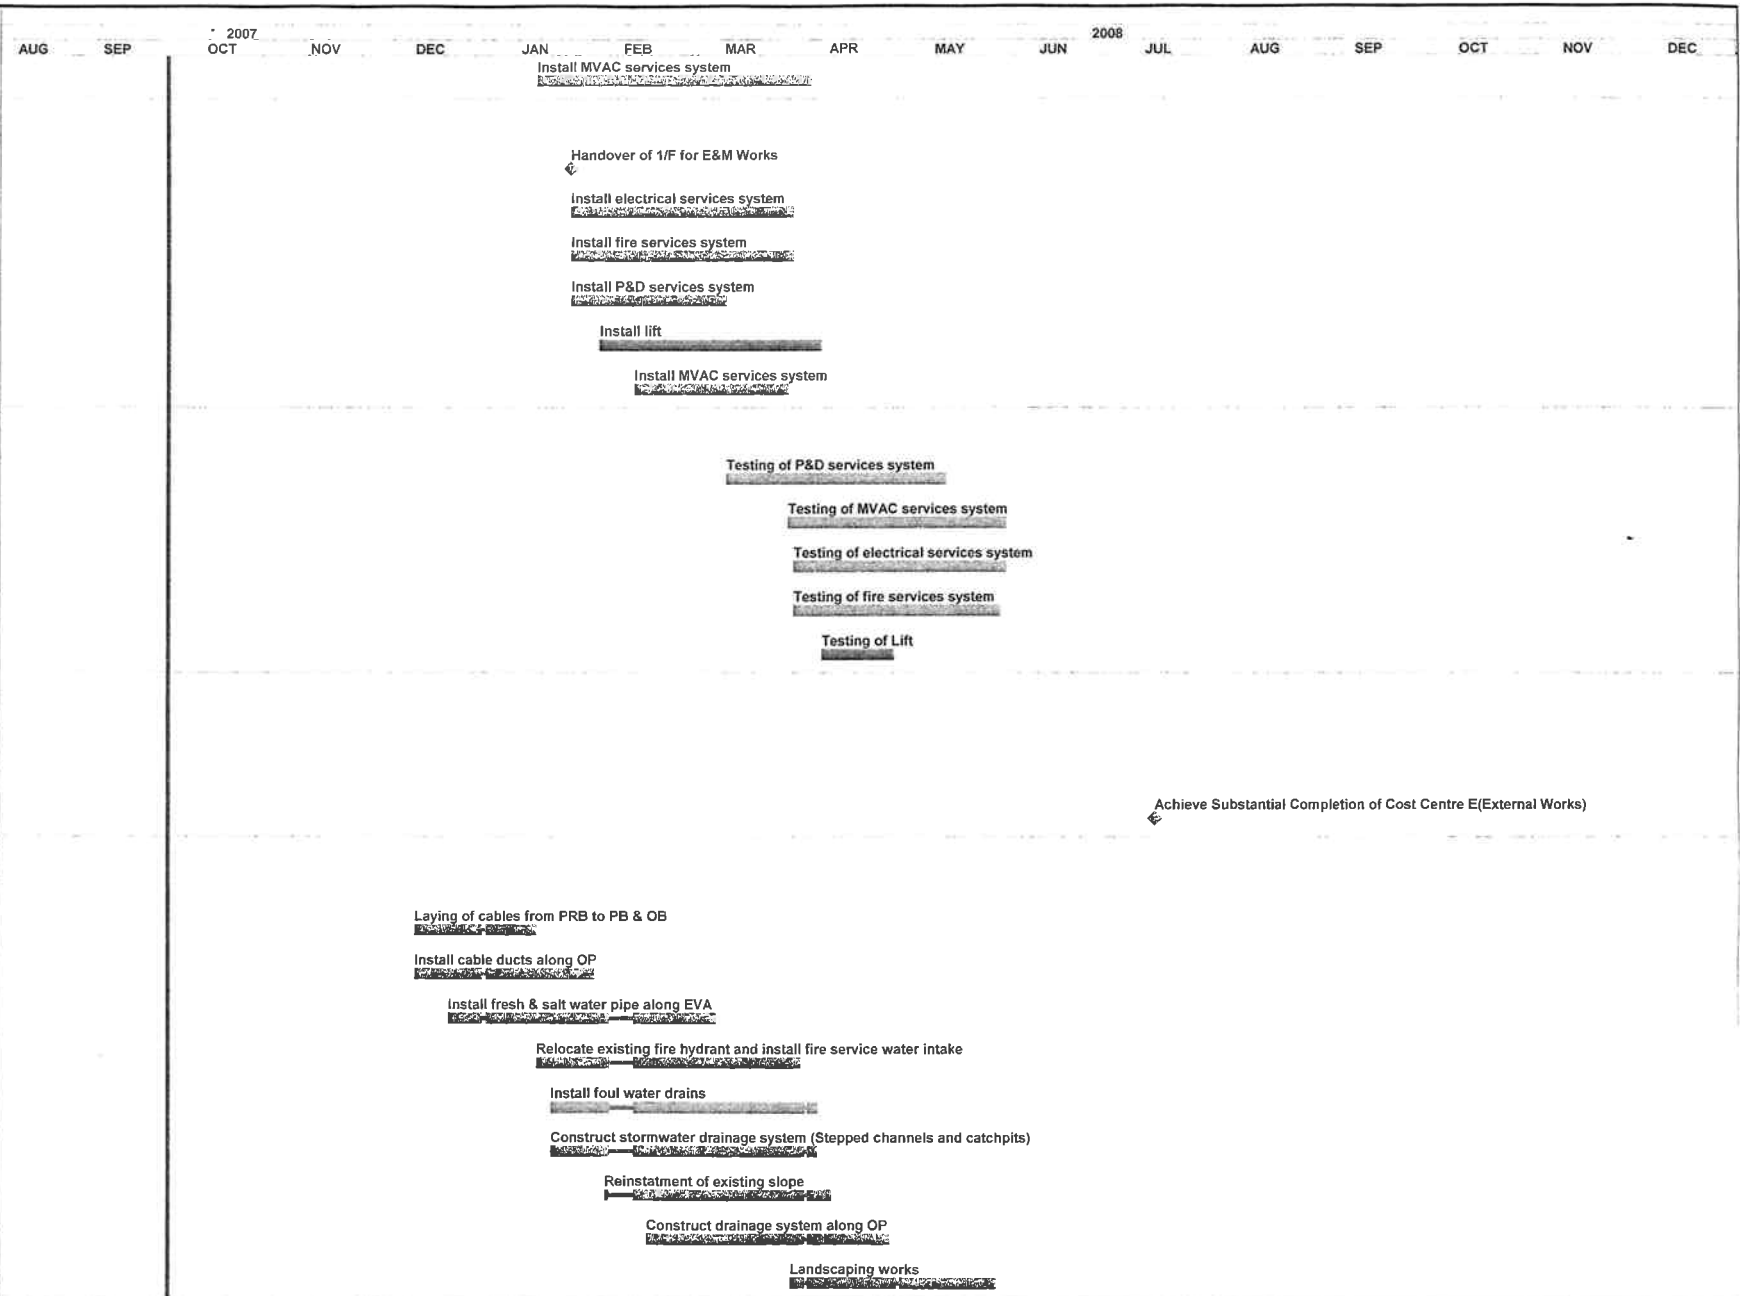 2007 2008
AUG SEP OCT NOV DEC JAN FEB MAR APR MAY JUN JUL AUG SEP OCT NOV DEC
Install MVAC services system
Handover of 1/F for E&M Works
Install electrical services system
Install fire services system
Install P&D services system
Install lift
Install MVAC services system
Testing of P&D services system
Testing of MVAC services system
Testing of electrical services system
Testing of fire services system
Testing of Lift
Achieve Substantial Completion of Cost Centre E(External Works)
Laying of cables from PRB to PB & OB
Install cable ducts along OP
Install fresh & salt water pipe along EVA
Relocate existing fire hydrant and install fire service water intake
Install foul water drains
Construct stormwater drainage system (Stepped channels and catchpits)
Reinstatment of existing slope
Construct drainage system along OP
Landscaping works